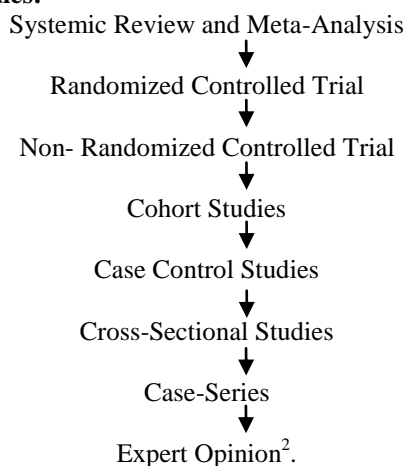 Systemic Review and Meta-Analysis
Randomized Controlled Trial
Non- Randomized Controlled Trial
Cohort Studies
Case Control Studies
Cross-Sectional Studies
Case-Series
Expert Opinion².